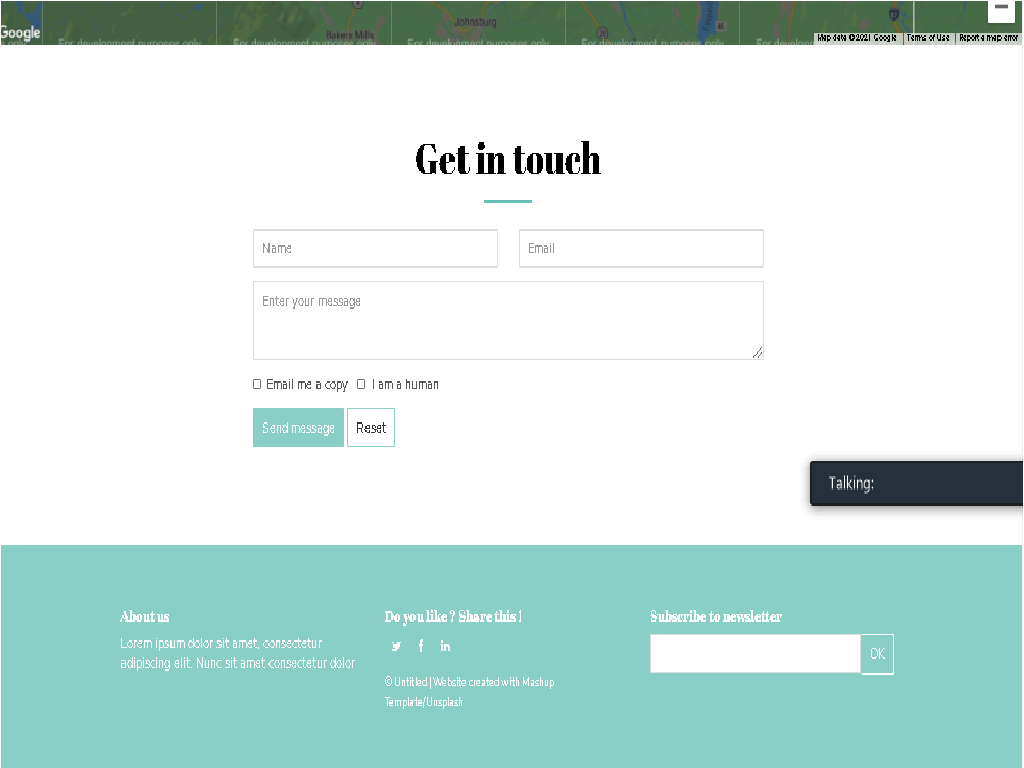 Johnsburg
Bakers Mills
Google
For development purposes only
For development purposes only
For development purposes only
For development purposes only
For develop
Map data ©2021 Google
Terms of Use
Report a map error
Get in touch
Name
Email
Enter your message
Email me a copy
I am a human
Send message
Reset
Talking:
About us
Lorem ipsum dolor sit amet, consectetur
adipiscing elit. Nunc sit amet consectetur dolor
Do you like ? Share this !
© Untitled | Website created with Mashup
Template/Unsplash
Subscribe to newsletter
OK